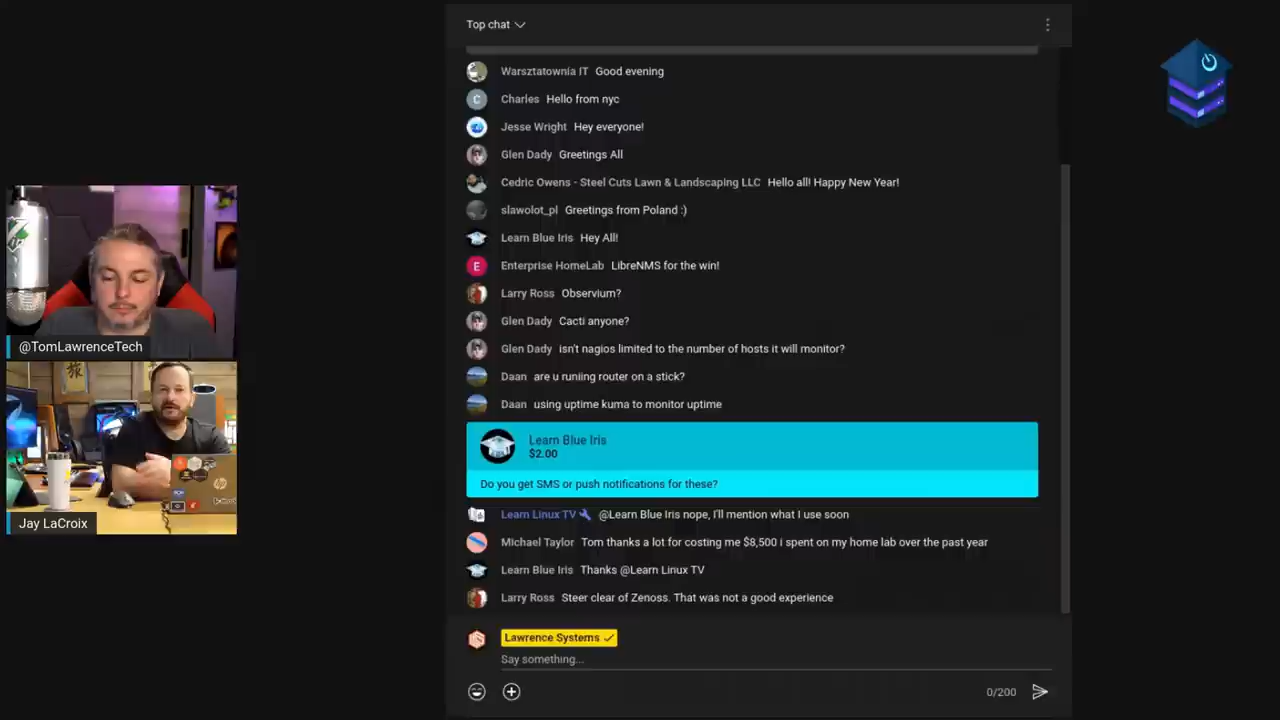 Top chat
Warsztatownia IT Good evening
Charles Hello from nyc
Jesse Wright Hey everyone!
Glen Dady Greetings All
Cedric Owens - Steel Cuts Lawn & Landscaping LLC Hello all! Happy New Year!
slawolot_pl Greetings from Poland :)
Learn Blue Iris Hey All!
Enterprise HomeLab LibreNMS for the win!
Larry Ross Observium?
Glen Dady Cacti anyone?
Glen Dady isn't nagios limited to the number of hosts it will monitor?
Daan are u runiing router on a stick?
Daan using uptime kuma to monitor uptime
Learn Blue Iris
$2.00
Do you get SMS or push notifications for these?
Learn Linux TV @Learn Blue Iris nope, I'll mention what I use soon
Michael Taylor Tom thanks a lot for costing me $8,500 i spent on my home lab over the past year
Learn Blue Iris Thanks @Learn Linux TV
Larry Ross Steer clear of Zenoss. That was not a good experience
Lawrence Systems
Say something...
0/200
@TomLawrenceTech
Jay LaCroix
C
E
hp